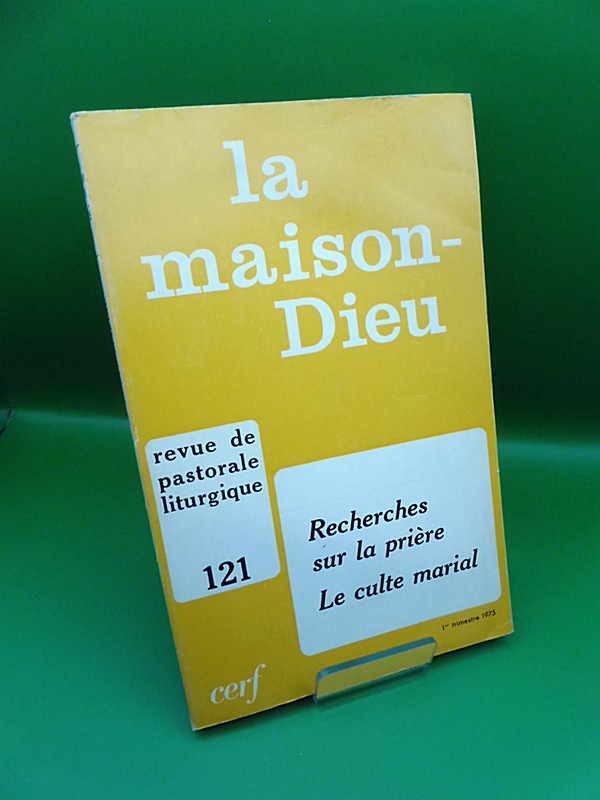 la
maison-
Dieu
revue de
pastorale
liturgique
121
Recherches
sur la prière
Le culte marial
1er trimestre 1975
cerf